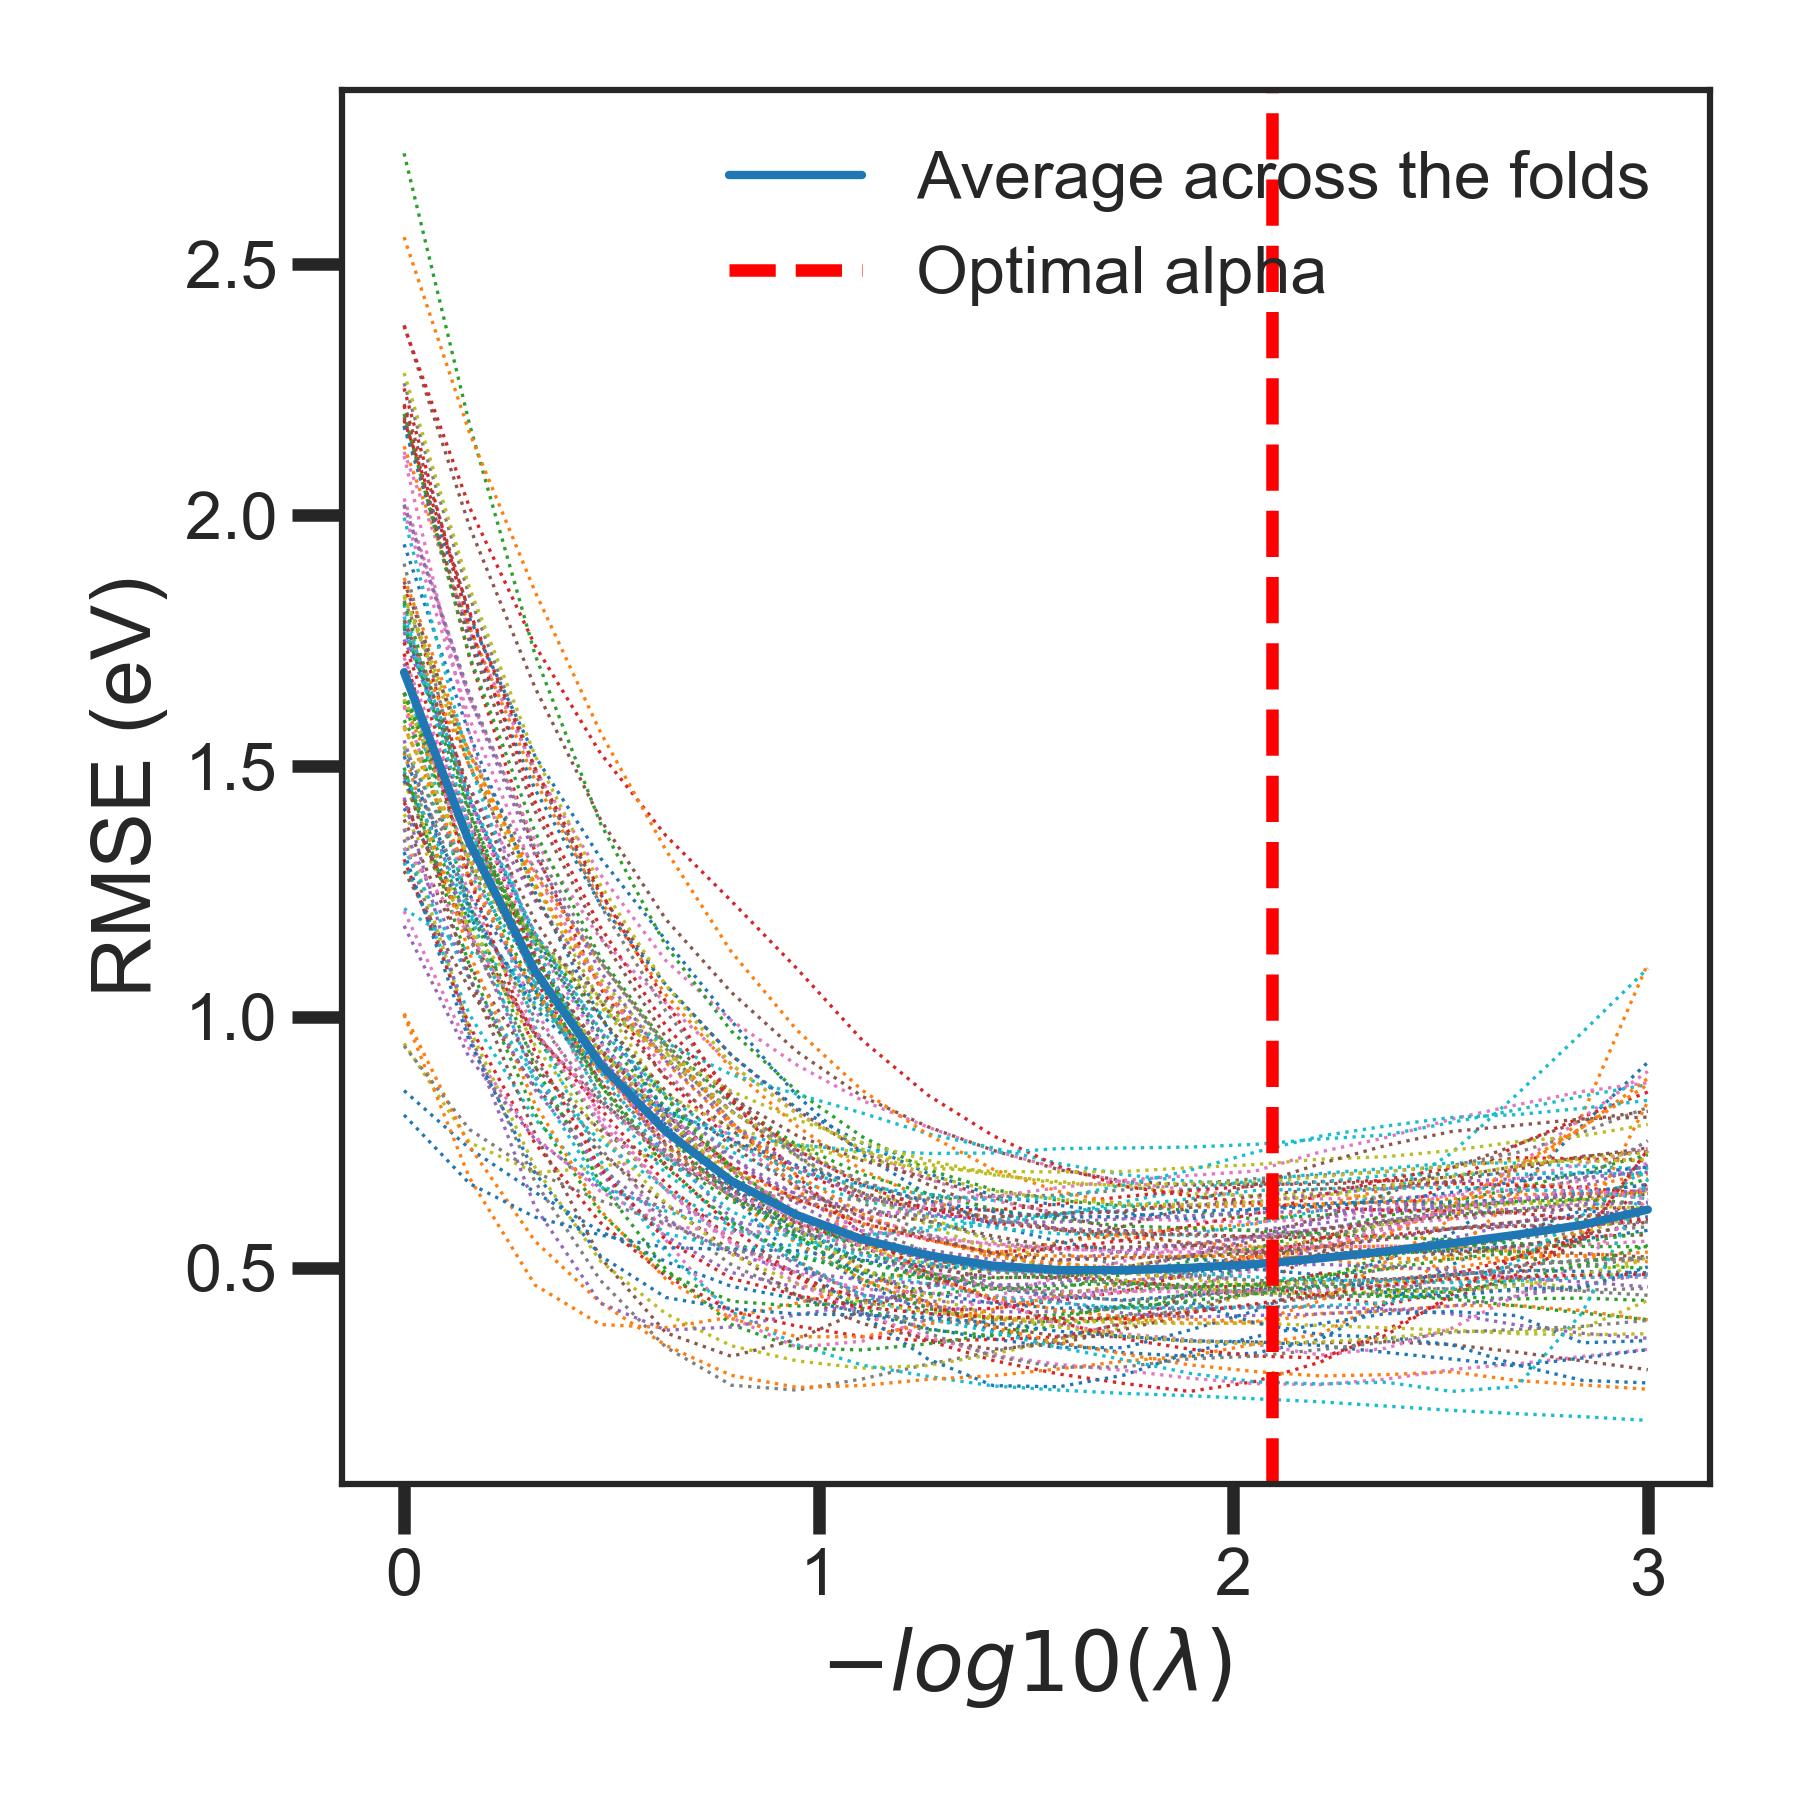 Average across the folds
Optimal alpha
RMSE (eV)
2.5
2.0
1.5
1.0
0.5
0 1 2 3
−log10(λ)